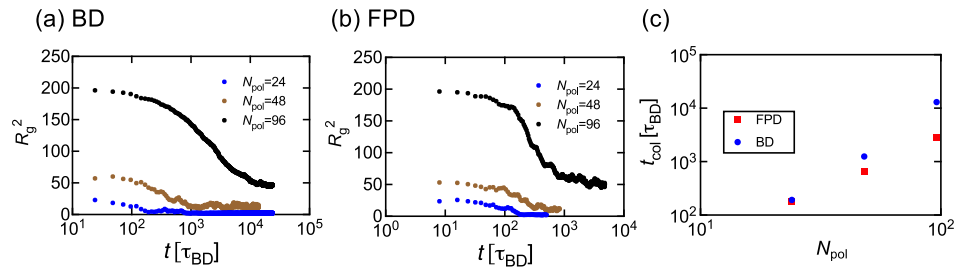 (a) BD
250
200
150
100
50
0
R_g^2
N_pol=24
N_pol=48
N_pol=96
10^1 10^2 10^3 10^4 10^5
t [τ_BD]
(b) FPD
250
200
150
100
50
0
R_g^2
N_pol=24
N_pol=48
N_pol=96
10^0 10^1 10^2 10^3 10^4 10^5
t [τ_BD]
(c)
10^5
10^4
10^3
10^2
t_col [τ_BD]
FPD
BD
10^1 10^2
N_pol